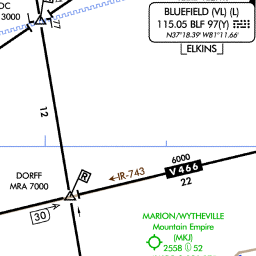 OC
3000
77
BLUEFIELD (VL) (L)
115.05 BLF 97(Y)
N37°18.39' W81°11.66'
ELKINS
12
DORFF
MRA 7000
R
IR-743
6000
V466
22
30
MARION/WYTHEVILLE
Mountain Empire
(MKJ)
2558 52